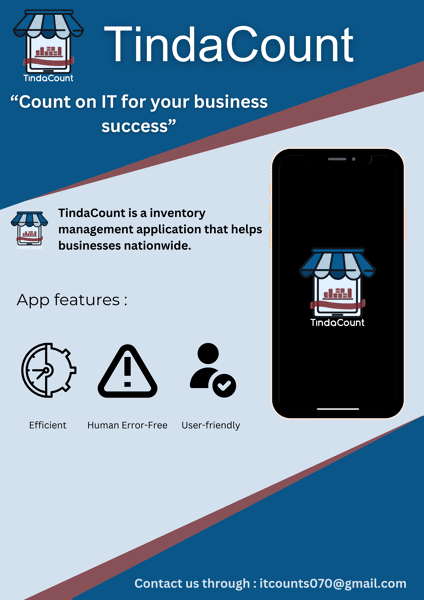 TindaCount
TindaCount
“Count on IT for your business
success”
TindaCount is a inventory
management application that helps
businesses nationwide.
TindaCount
App features :
Efficient
Human Error-Free
User-friendly
Contact us through : itcounts070@gmail.com